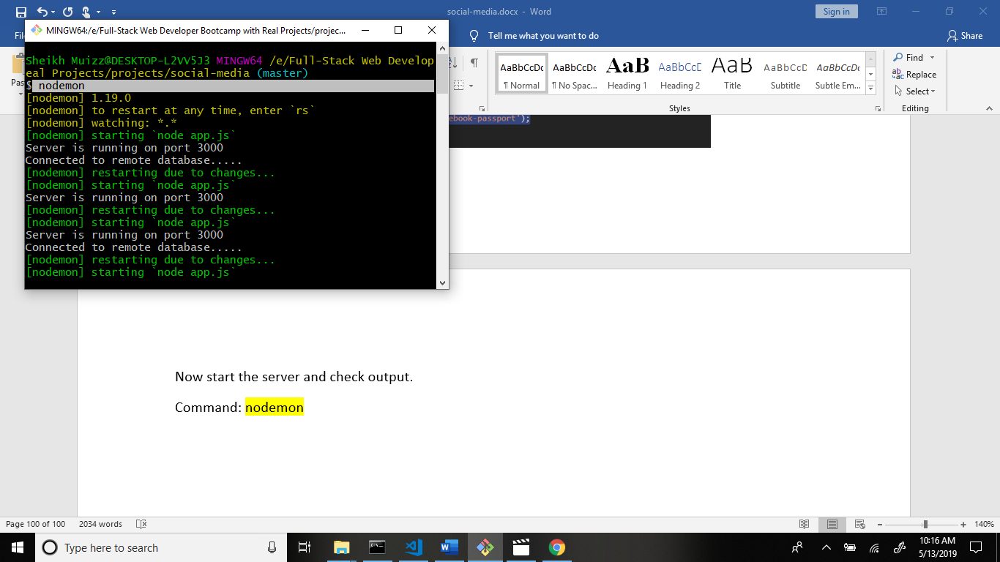 social-media.docx - Word
Sign in
Tell me what you want to do
Share
MINGW64:/e/Full-Stack Web Developer Bootcamp with Real Projects/projec...
Sheikh Muizz@DESKTOP-L2VV5J3 MINGW64 /e/Full-Stack Web Develop
eal Projects/projects/social-media (master)
$ nodemon
[nodemon] 1.19.0
[nodemon] to restart at any time, enter `rs`
[nodemon] watching: *.*
[nodemon] starting `node app.js`
Server is running on port 3000
Connected to remote database.....
[nodemon] restarting due to changes...
[nodemon] starting `node app.js`
Server is running on port 3000
[nodemon] restarting due to changes...
[nodemon] starting `node app.js`
Server is running on port 3000
Connected to remote database.....
[nodemon] restarting due to changes...
[nodemon] starting `node app.js`
AaBbCcDc AaBbCcDc AaBbC AaBbCcD AaBb AaBbCcD AaBbCcDc
¶ Normal ¶ No Spac... Heading 1 Heading 2 Title Subtitle Subtle Em...
Styles
Find
Replace
Select
Editing
ebook-passport');
Now start the server and check output.
Command: nodemon
Page 100 of 100 2034 words
140%
Type here to search
10:16 AM
5/13/2019